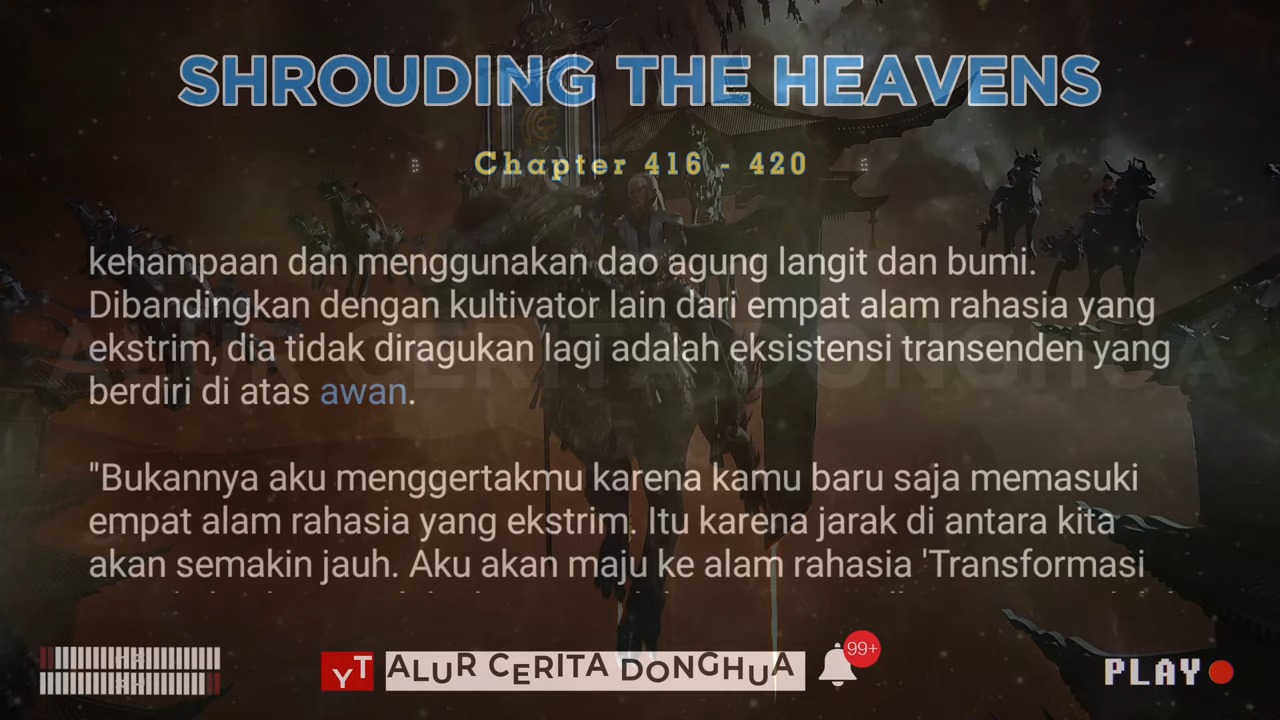 SHROUDING THE HEAVENS
Chapter 416 - 420
kehampaan dan menggunakan dao agung langit dan bumi.
Dibandingkan dengan kultivator lain dari empat alam rahasia yang
ekstrim, dia tidak diragukan lagi adalah eksistensi transenden yang
berdiri di atas awan.
"Bukannya aku menggertakmu karena kamu baru saja memasuki
empat alam rahasia yang ekstrim. Itu karena jarak di antara kita
akan semakin jauh. Aku akan maju ke alam rahasia 'Transformasi
YT ALUR CERITA DONGHUA
99+
PLAY